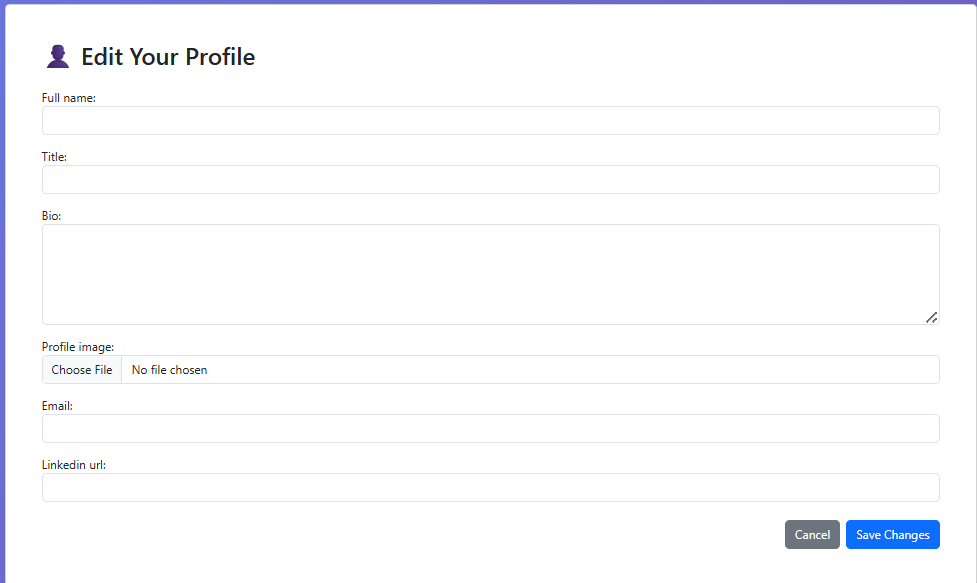 Edit Your Profile
Full name:
Title:
Bio:
Profile image:
Choose File No file chosen
Email:
Linkedin url:
Cancel Save Changes